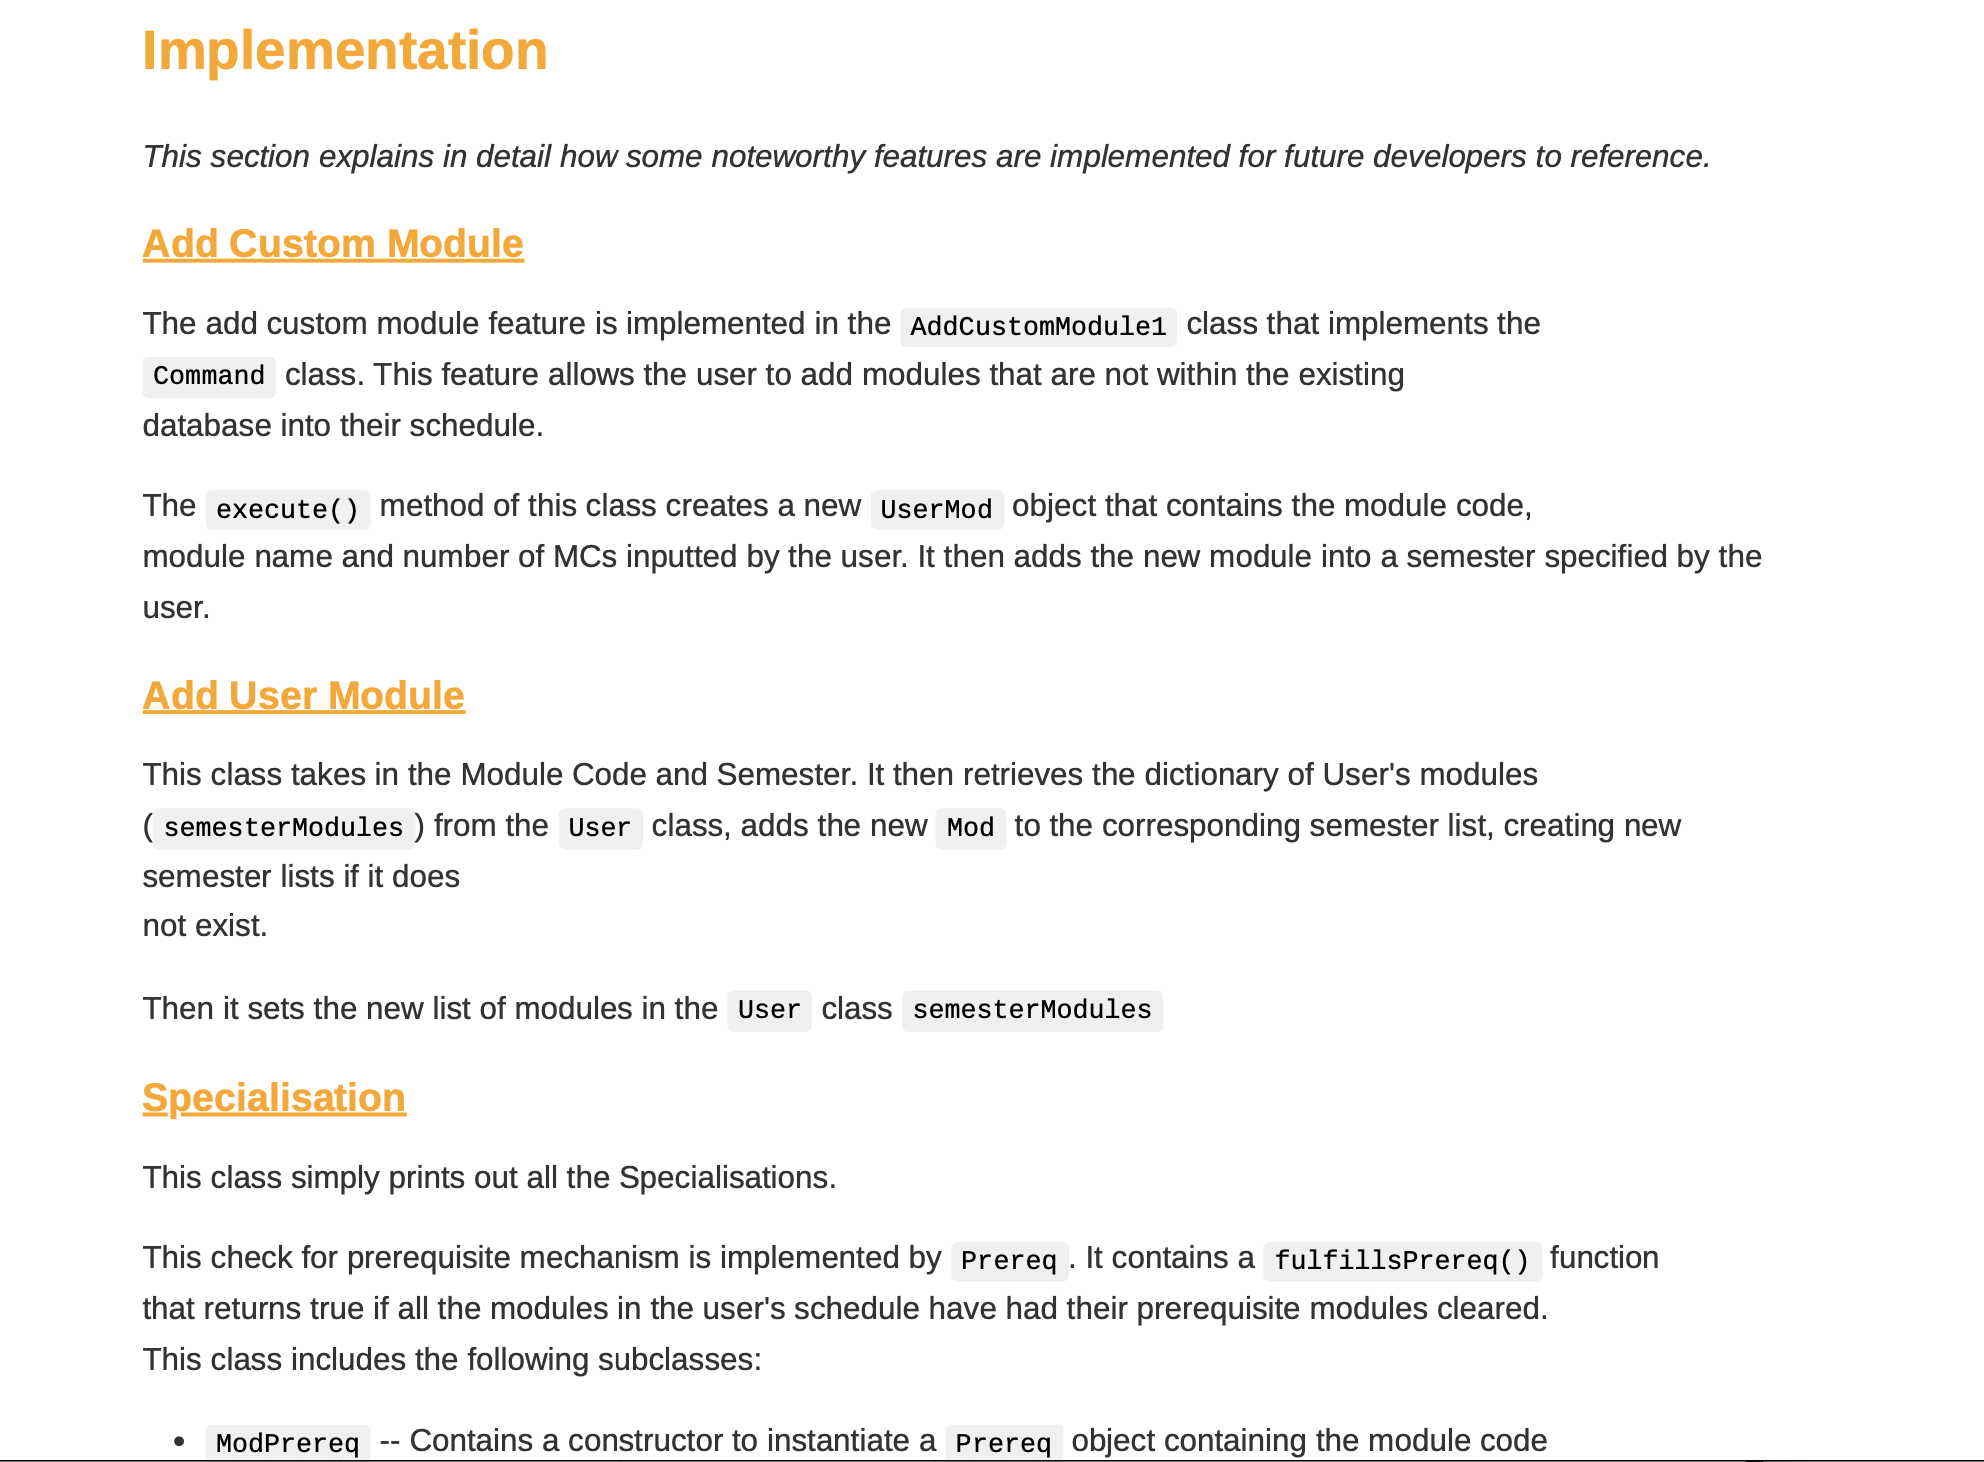 Implementation
This section explains in detail how some noteworthy features are implemented for future developers to reference.
Add Custom Module
The add custom module feature is implemented in the AddCustomModule1 class that implements the
Command class. This feature allows the user to add modules that are not within the existing
database into their schedule.
The execute() method of this class creates a new UserMod object that contains the module code,
module name and number of MCs inputted by the user. It then adds the new module into a semester specified by the
user.
Add User Module
This class takes in the Module Code and Semester. It then retrieves the dictionary of User's modules
(semesterModules) from the User class, adds the new Mod to the corresponding semester list, creating new
semester lists if it does
not exist.
Then it sets the new list of modules in the User class semesterModules
Specialisation
This class simply prints out all the Specialisations.
This check for prerequisite mechanism is implemented by Prereq. It contains a fulfillsPrereq() function
that returns true if all the modules in the user's schedule have had their prerequisite modules cleared.
This class includes the following subclasses:
• ModPrereq -- Contains a constructor to instantiate a Prereq object containing the module code